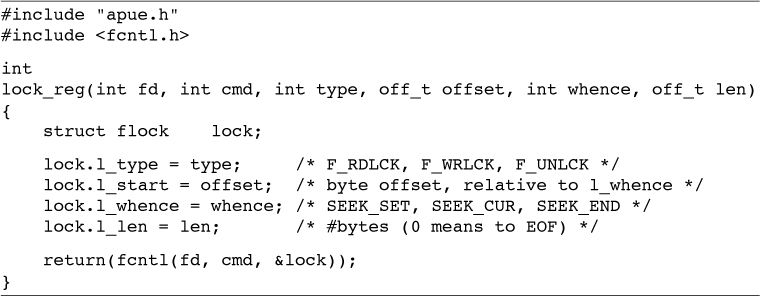 #include "apue.h"
#include <fcntl.h>
int
lock_reg(int fd, int cmd, int type, off_t offset, int whence, off_t len)
{
    struct flock    lock;
    lock.l_type = type;     /* F_RDLCK, F_WRLCK, F_UNLCK */
    lock.l_start = offset;  /* byte offset, relative to l_whence */
    lock.l_whence = whence; /* SEEK_SET, SEEK_CUR, SEEK_END */
    lock.l_len = len;       /* #bytes (0 means to EOF) */
    return(fcntl(fd, cmd, &lock));
}